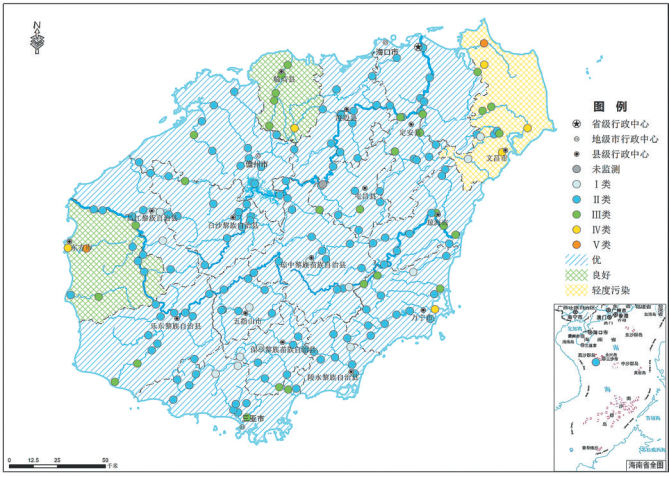 N
海口市
临高县
澄迈县
定安县
文昌市
儋州市
屯昌县
昌江黎族自治县
白沙黎族自治县
琼海市
东方市
琼中黎族苗族自治县
乐东黎族自治县
五指山市
万宁市
保亭黎族苗族自治县
陵水黎族自治县
三亚市
图 例
省级行政中心
地级市行政中心
县级行政中心
未监测
Ⅰ类
Ⅱ类
Ⅲ类
Ⅳ类
Ⅴ类
优
良好
轻度污染
0 12.5 25 50
千米
海口市
海南省全图